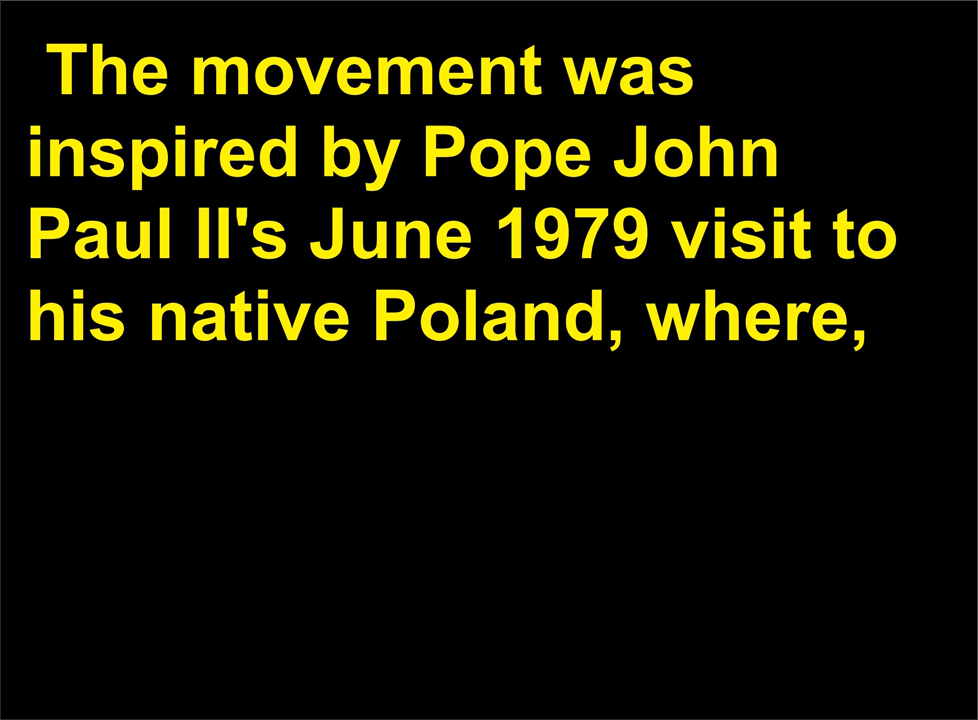 The movement was
inspired by Pope John
Paul II's June 1979 visit to
his native Poland, where,